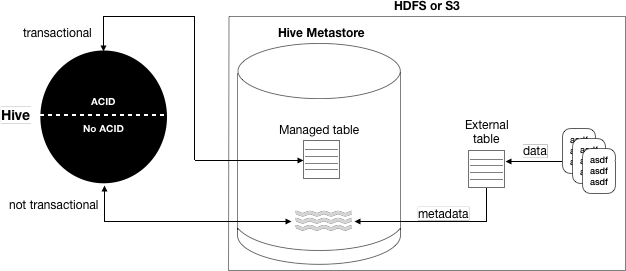 HDFS or S3
transactional
Hive Metastore
ACID
Hive
No ACID
Managed table
External
table
data
asdf
asdf
asdf
not transactional
metadata